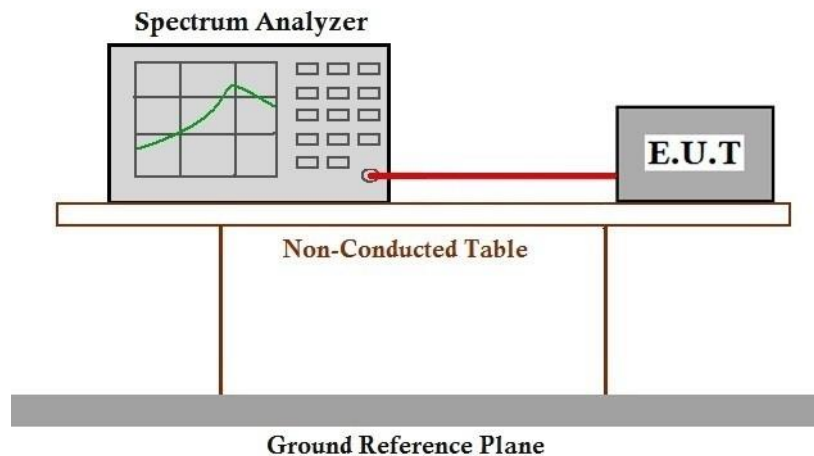 Spectrum Analyzer
E.U.T
Non-Conducted Table
Ground Reference Plane